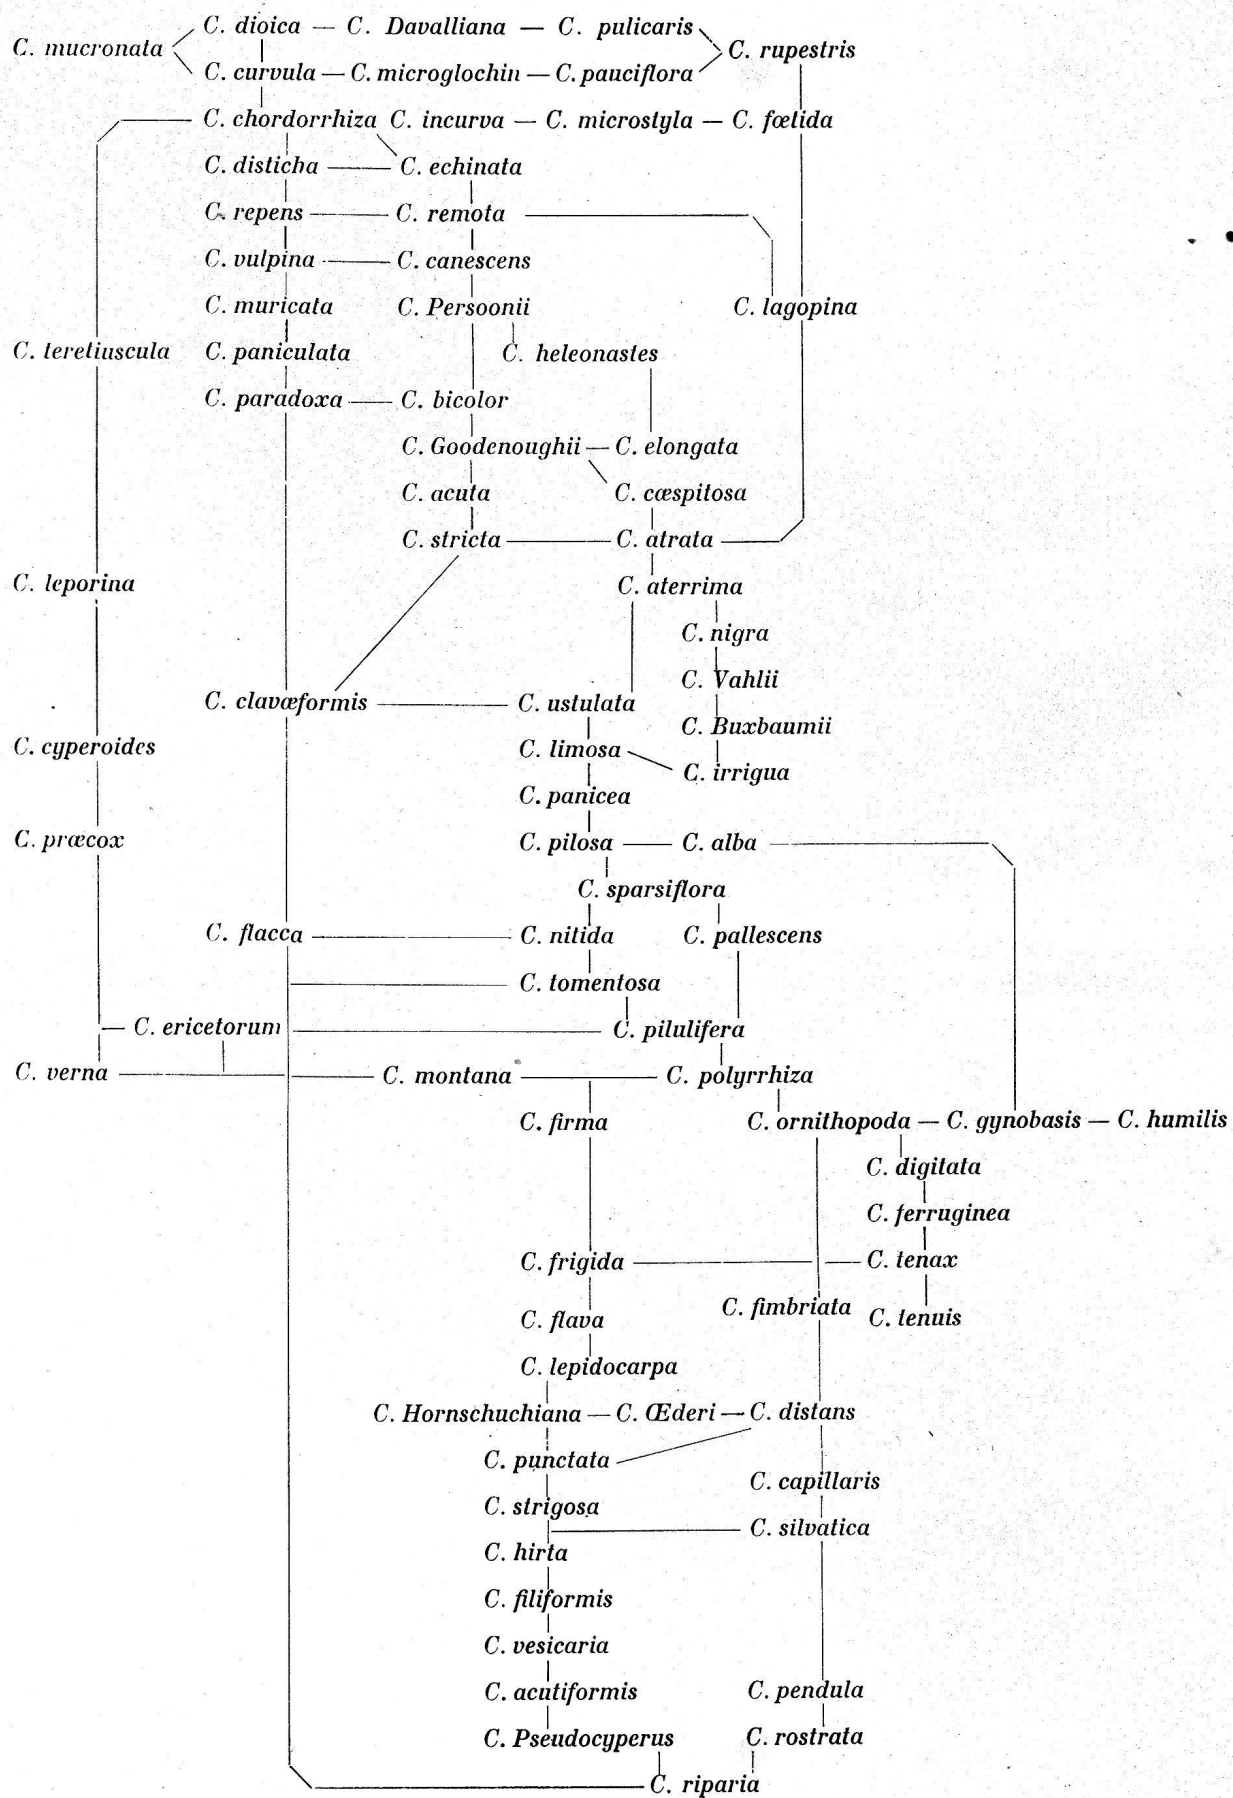 C. dioica — C. Davalliana — C. pulicaris
C. mucronata C. rupestris
C. curvula — C. microglochin — C. pauciflora
C. chordorrhiza C. incurva — C. microstyla — C. fœtida
C. disticha — C. echinata
C. repens — C. remota
C. vulpina — C. canescens
C. muricata C. Persoonii C. lagopina
C. teretiuscula C. paniculata C. heleonastes
C. paradoxa — C. bicolor
C. Goodenoughii — C. elongata
C. acuta C. cæspitosa
C. stricta — C. atrata
C. leporina C. aterrima
C. nigra
C. Vahlii
C. clavæformis — C. ustulata
C. Buxbaumii
C. cyperoides C. limosa
C. irrigua
C. panicea
C. præcox C. pilosa — C. alba
C. sparsiflora
C. flacca — C. nitida C. pallescens
C. tomentosa
C. ericetorum — C. pilulifera
C. verna — C. montana — C. polyrrhiza
C. firma C. ornithopoda — C. gynobasis — C. humilis
C. digitata
C. ferruginea
C. frigida — C. tenax
C. fimbriata
C. flava C. tenuis
C. lepidocarpa
C. Hornschuchiana — C. Œderi — C. distans
C. punctata
C. capillaris
C. strigosa
C. silvatica
C. hirta
C. filiformis
C. vesicaria
C. acutiformis C. pendula
C. Pseudocyperus C. rostrata
C. riparia